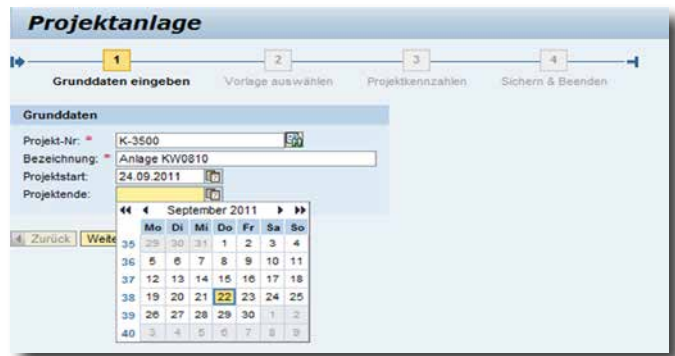 Projektanlage
1 2 3 4
Grunddaten eingeben Vorlage auswählen Projektkennzahlen Sichern & Beenden
Grunddaten
Projekt-Nr: * K-3500
Bezeichnung: * Anlage KW0810
Projektstart: 24.09.2011
Projektende:
September 2011
Mo Di Mi Do Fr Sa So
Zurück
35 29 30 31 1 2 3 4
36 5 6 7 8 9 10 11
37 12 13 14 15 16 17 18
38 19 20 21 22 23 24 25
39 26 27 28 29 30 1 2
40 3 4 5 6 7 8 9